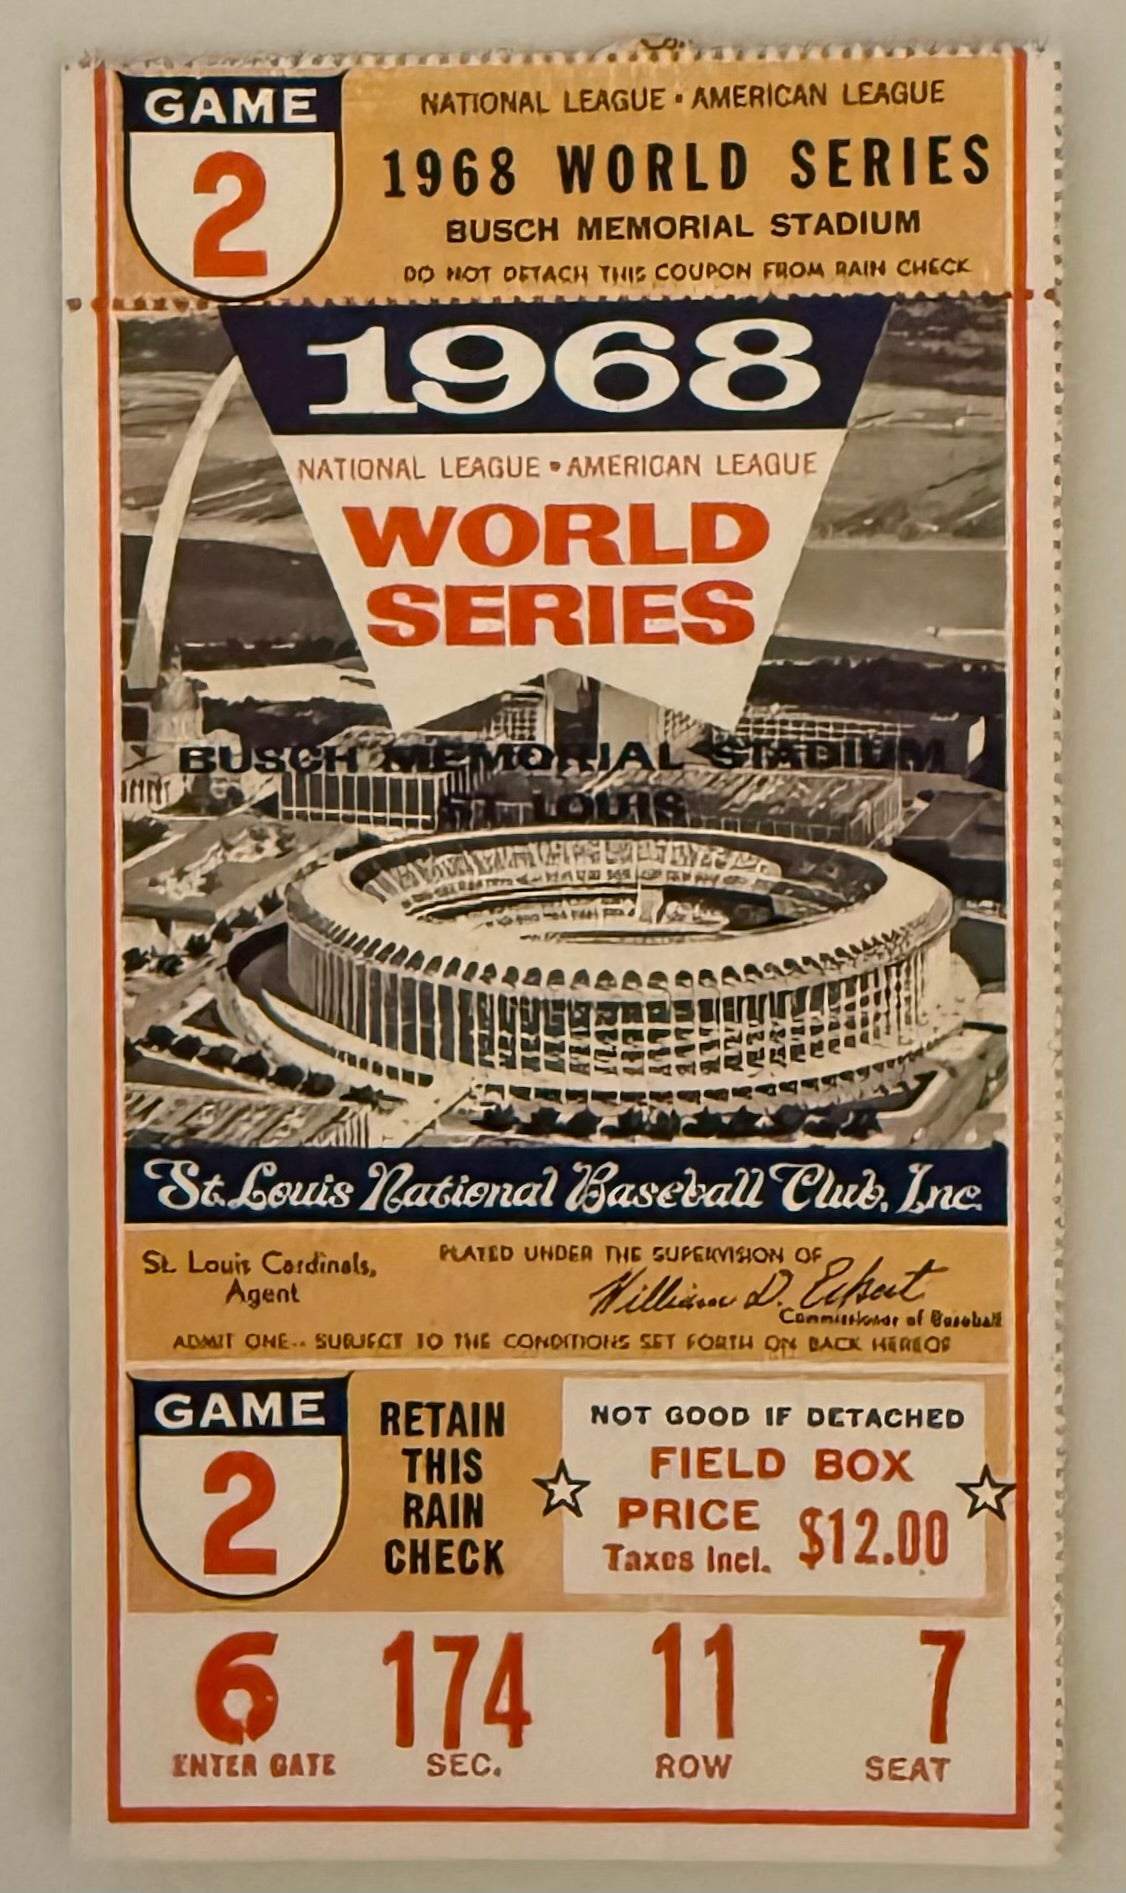 GAME
2
NATIONAL LEAGUE • AMERICAN LEAGUE
1968 WORLD SERIES
BUSCH MEMORIAL STADIUM
DO NOT DETACH THIS COUPON FROM RAIN CHECK
1968
NATIONAL LEAGUE • AMERICAN LEAGUE
WORLD
SERIES
BUSCH MEMORIAL STADIUM
ST. LOUIS
St. Louis National Baseball Club, Inc.
St. Louis Cardinals,
Agent
PLAYED UNDER THE SUPERVISION OF
William D. Eckert
Commissioner of Baseball
ADMIT ONE-- SUBJECT TO THE CONDITIONS SET FORTH ON BACK HEREOF
GAME
2
RETAIN
THIS
RAIN
CHECK
NOT GOOD IF DETACHED
FIELD BOX
PRICE
Taxes Incl.
$12.00
6 174 11 7
ENTER GATE SEC. ROW SEAT